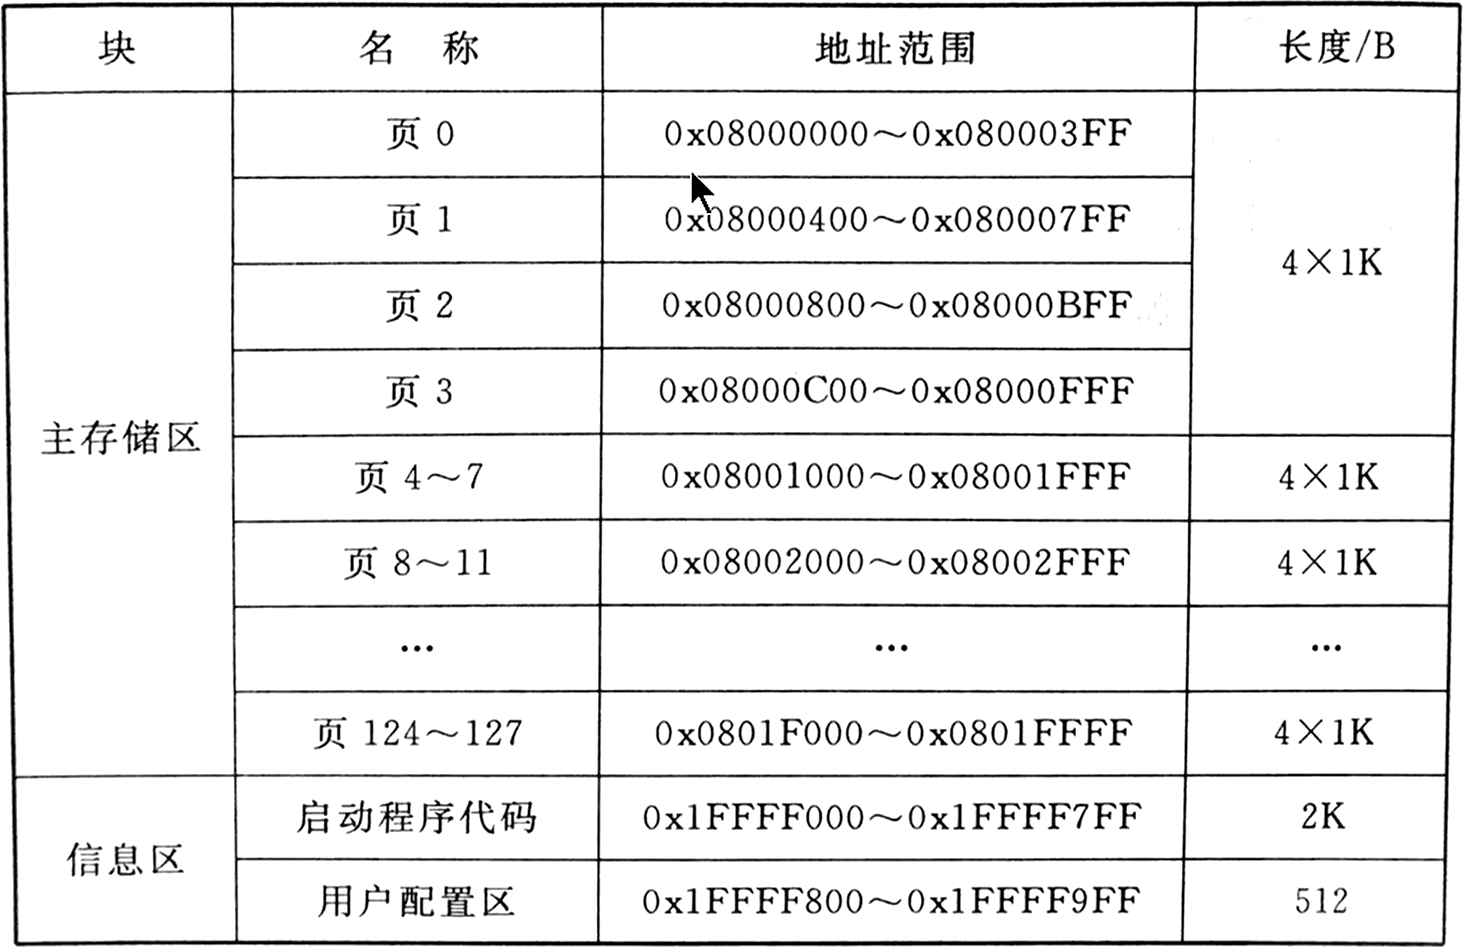 块 名 称 地址范围 长度/B
页 0 0x08000000～0x080003FF
页 1 0x08000400～0x080007FF
4×1K
页 2 0x08000800～0x08000BFF
页 3 0x08000C00～0x08000FFF
主存储区
页 4～7 0x08001000～0x08001FFF 4×1K
页 8～11 0x08002000～0x08002FFF 4×1K
… … …
页 124～127 0x0801F000～0x0801FFFF 4×1K
启动程序代码 0x1FFFF000～0x1FFFF7FF 2K
信息区
用户配置区 0x1FFFF800～0x1FFFF9FF 512